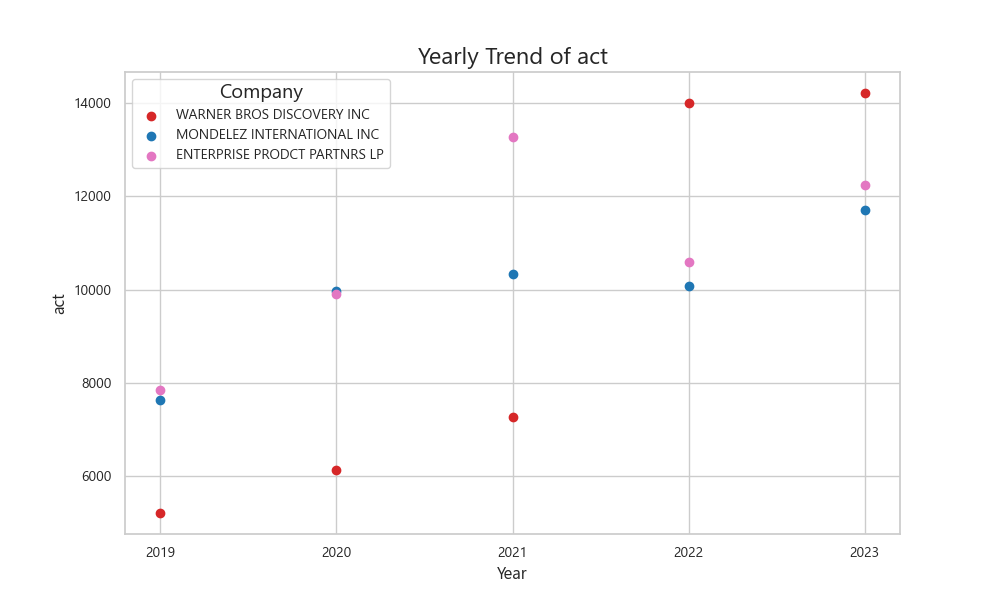 Yearly Trend of act
Company
WARNER BROS DISCOVERY INC
MONDELEZ INTERNATIONAL INC
ENTERPRISE PRODCT PARTNRS LP
14000
12000
10000
8000
6000
act
2019 2020 2021 2022 2023
Year